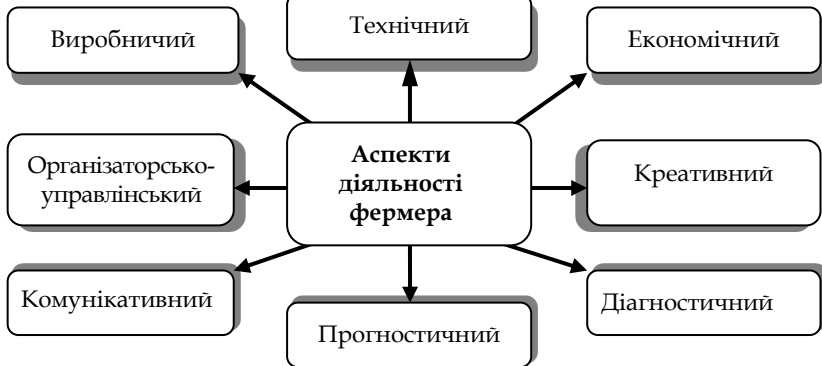 Виробничий
Технічний
Економічний
Організаторсько-
управлінський
Аспекти
діяльності
фермера
Креативний
Комунікативний
Прогностичний
Діагностичний